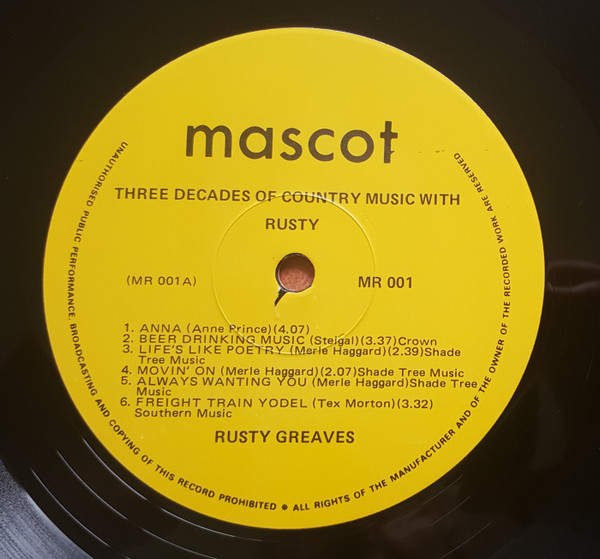 mascot
THREE DECADES OF COUNTRY MUSIC WITH
RUSTY
(MR 001A)
MR 001
1. ANNA (Anne Prince)(4.07)
2. BEER DRINKING MUSIC (Steigal)(3.37)Crown
3. LIFE'S LIKE POETRY (Merle Haggard)(2.39)Shade
Tree Music
4. MOVIN' ON (Merle Haggard)(2.07)Shade Tree Music
5. ALWAYS WANTING YOU (Merle Haggard)Shade Tree
Music
6. FREIGHT TRAIN YODEL (Tex Morton)(3.32)
Southern Music
RUSTY GREAVES
UNAUTHORISED PUBLIC PERFORMANCE, BROADCASTING AND COPYING OF THIS RECORD PROHIBITED ● ALL RIGHTS OF THE MANUFACTURER AND OF THE OWNER OF THE RECORDED WORK ARE RESERVED